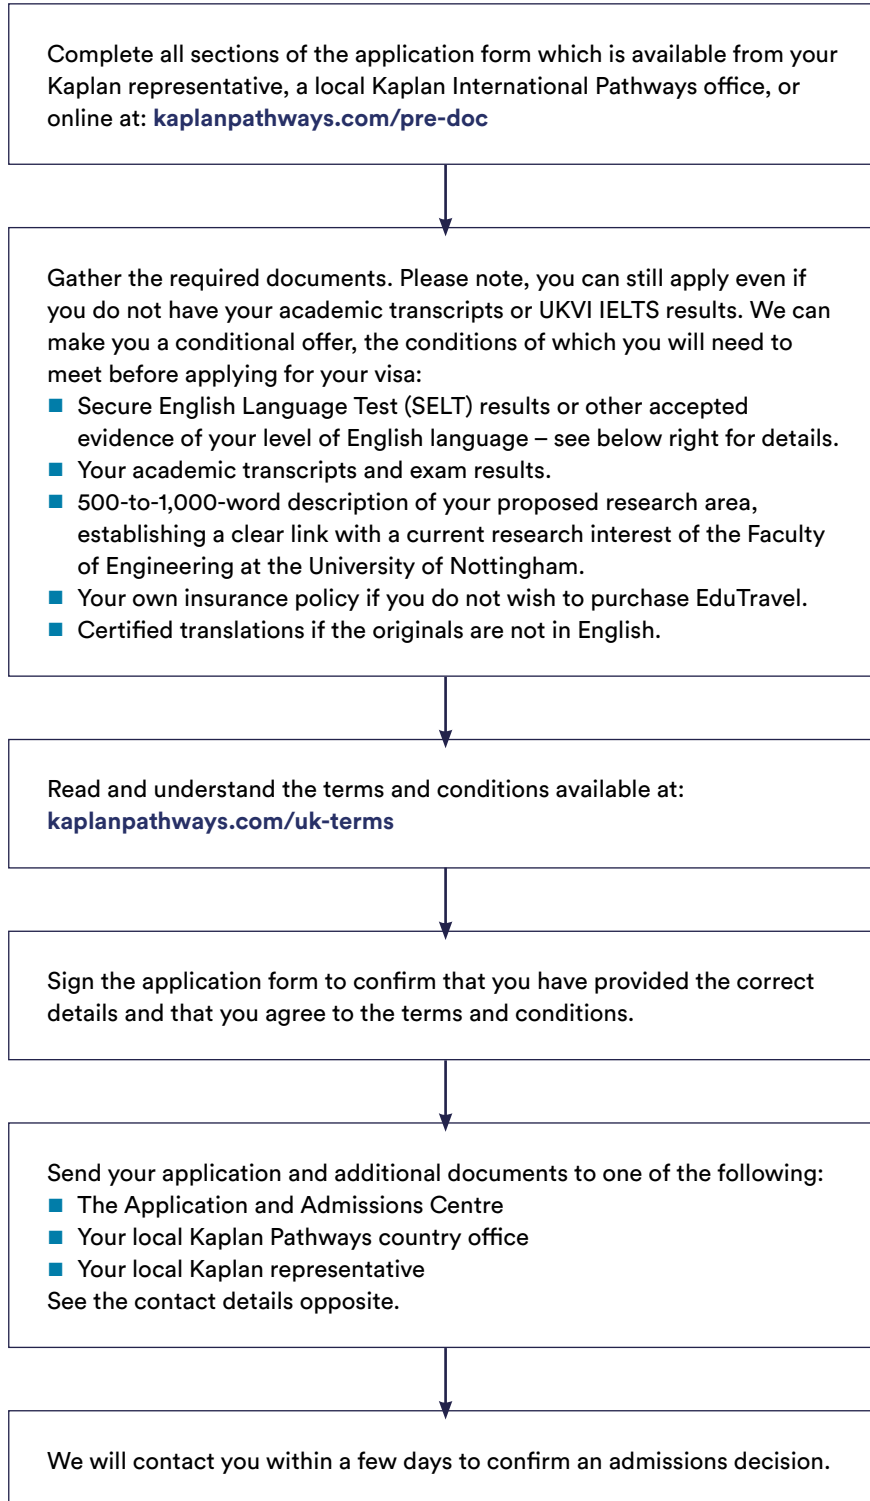 Complete all sections of the application form which is available from your
Kaplan representative, a local Kaplan International Pathways office, or
online at: kaplanpathways.com/pre-doc
Gather the required documents. Please note, you can still apply even if
you do not have your academic transcripts or UKVI IELTS results. We can
make you a conditional offer, the conditions of which you will need to
meet before applying for your visa:
■ Secure English Language Test (SELT) results or other accepted
evidence of your level of English language – see below right for details.
■ Your academic transcripts and exam results.
■ 500-to-1,000-word description of your proposed research area,
establishing a clear link with a current research interest of the Faculty
of Engineering at the University of Nottingham.
■ Your own insurance policy if you do not wish to purchase EduTravel.
■ Certified translations if the originals are not in English.
Read and understand the terms and conditions available at:
kaplanpathways.com/uk-terms
Sign the application form to confirm that you have provided the correct
details and that you agree to the terms and conditions.
Send your application and additional documents to one of the following:
■ The Application and Admissions Centre
■ Your local Kaplan Pathways country office
■ Your local Kaplan representative
See the contact details opposite.
We will contact you within a few days to confirm an admissions decision.